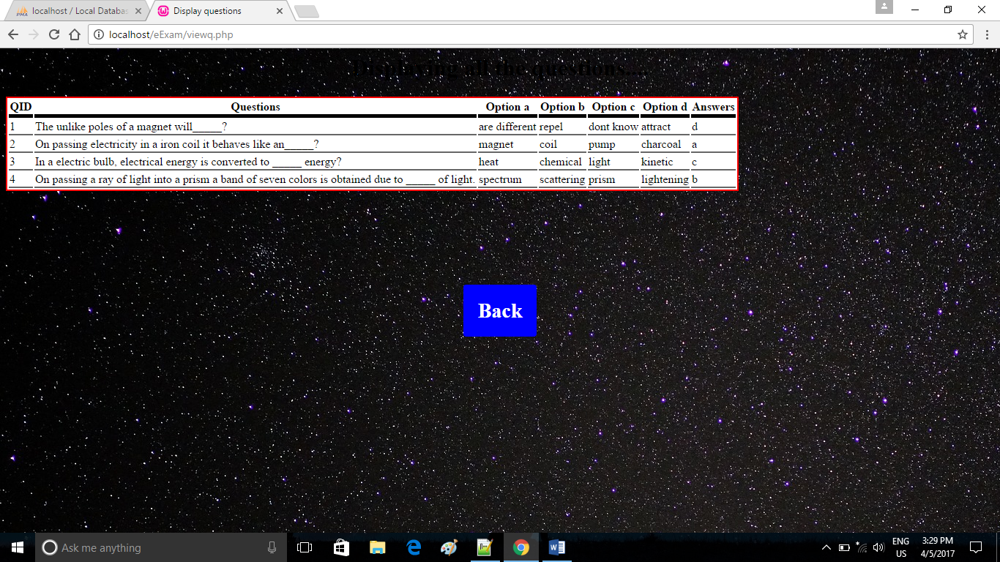 localhost / Local Databas
Display questions
localhost/eExam/viewq.php
Displaying all the questions....
QID Questions Option a Option b Option c Option d Answers
1 The unlike poles of a magnet will_____? are different repel dont know attract d
2 On passing electricity in a iron coil it behaves like an_____? magnet coil pump charcoal a
3 In a electric bulb, electrical energy is converted to _____ energy? heat chemical light kinetic c
4 On passing a ray of light into a prism a band of seven colors is obtained due to _____ of light. spectrum scattering prism lightening b
Back
Ask me anything
ENG 3:29 PM
US 4/5/2017